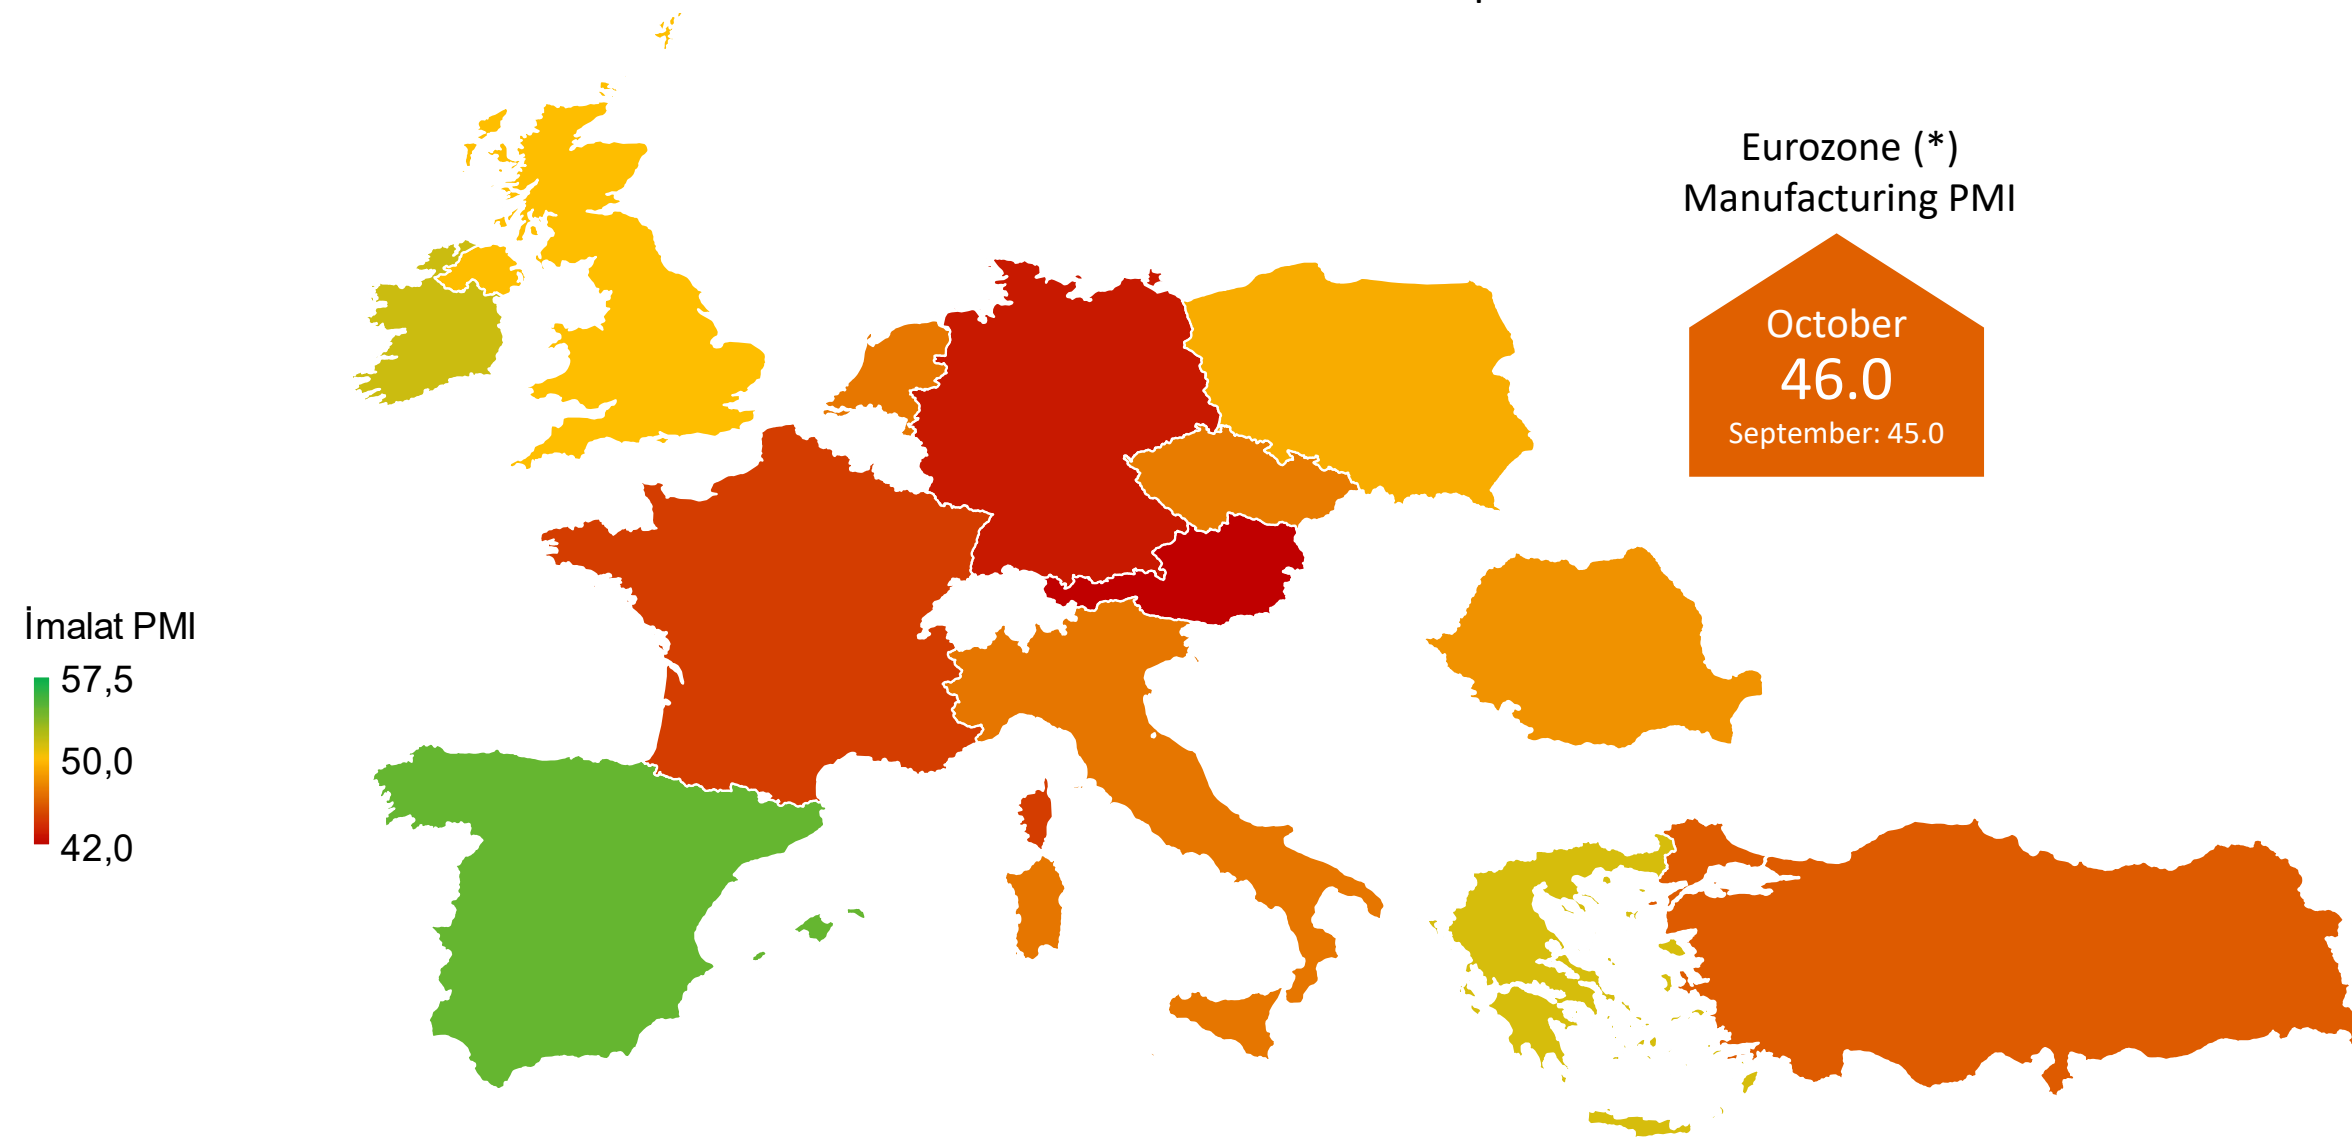 Eurozone (*)
Manufacturing PMI
October
46.0
September: 45.0
İmalat PMI
57,5
50,0
42,0